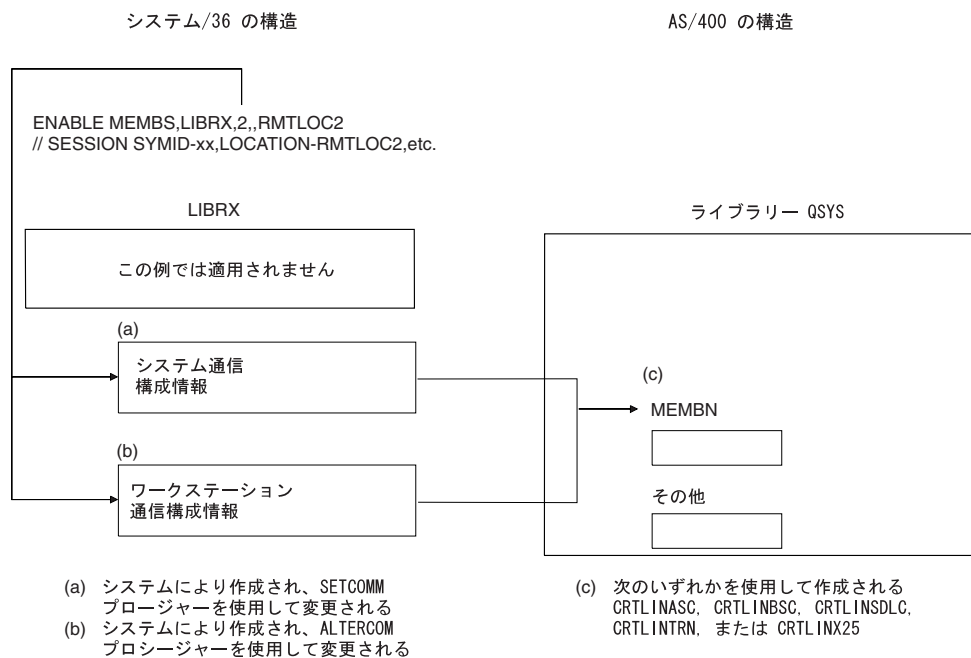 システム/36 の構造
AS/400 の構造
ENABLE MEMBS,LIBRX,2,,RMTLOC2
// SESSION SYMID-xx,LOCATION-RMTLOC2,etc.
LIBRX
ライブラリー QSYS
この例では適用されません
(a)
システム通信
構成情報
(c)
MEMBN
(b)
ワークステーション
通信構成情報
その他
(a) システムにより作成され、SETCOMM
プロージャーを使用して変更される
(b) システムにより作成され、ALTERCOM
プロシージャーを使用して変更される
(c) 次のいずれかを使用して作成される
CRTLINASC, CRTLINBSC, CRTLINSDLC,
CRTLINTRN, または CRTLINX25